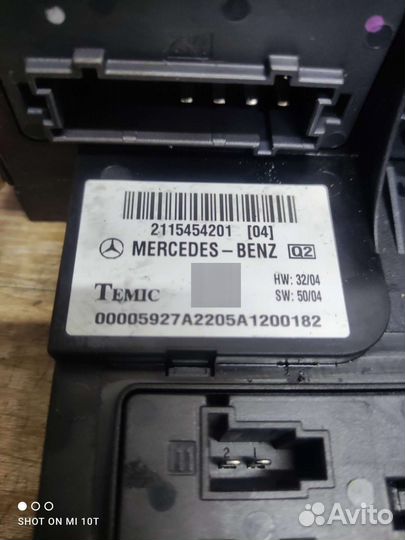 2115454201 [04]
MERCEDES-BENZ Q2
HW: 32/04
TEMIC
SW: 50/04
00005927A2205A1200182
2 1
SHOT ON MI 10T
Avito